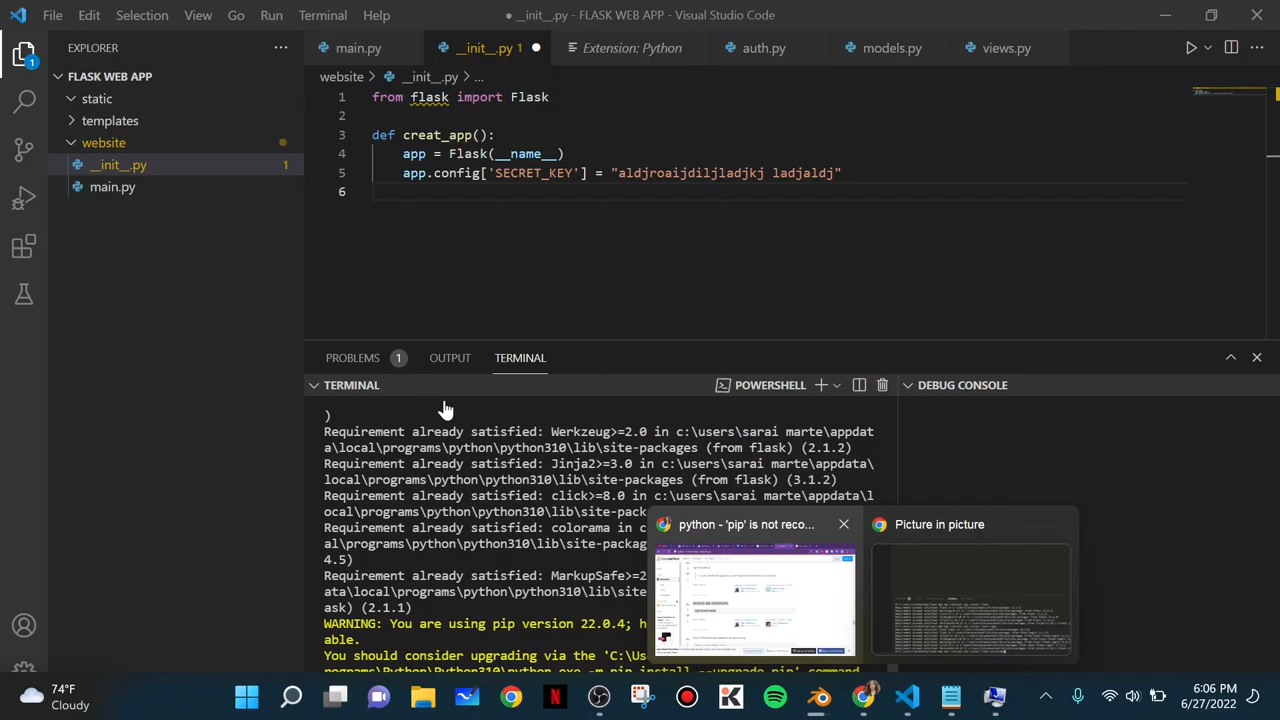 File Edit Selection View Go Run Terminal Help
● __init__.py - FLASK WEB APP - Visual Studio Code
EXPLORER
main.py
__init__.py 1
Extension: Python
auth.py
models.py
views.py
FLASK WEB APP
static
templates
website
__init__.py 1
main.py
1
website > __init__.py > ...
1 from flask import Flask
2
3 def creat_app():
4 app = Flask(__name__)
5 app.config['SECRET_KEY'] = "aldjroaijdiljladjkj ladjaldj"
6
PROBLEMS 1 OUTPUT TERMINAL
TERMINAL
POWERSHELL
DEBUG CONSOLE
)
Requirement already satisfied: Werkzeug>=2.0 in c:\users\sarai marte\appdat
a\local\programs\python\python310\lib\site-packages (from flask) (2.1.2)
Requirement already satisfied: Jinja2>=3.0 in c:\users\sarai marte\appdata\
local\programs\python\python310\lib\site-packages (from flask) (3.1.2)
Requirement already satisfied: click>=8.0 in c:\users\sarai marte\appdata\l
ocal\programs\python\python310\lib\site-pack
Requirement already satisfied: colorama in c
al\programs\python\python310\lib\site-packag
4.
Requirement already satisfied: MarkupSafe>=2
al\programs\python\python310\lib\site-packag
ask) (2.1.1)
You are using pip version 22.0.4;
You should consider upgrading via the
-m pip install --upgrade pip' command
python - 'pip' is not reco...
Picture in picture
74°F
Cloudy
6:06 PM
6/27/2022